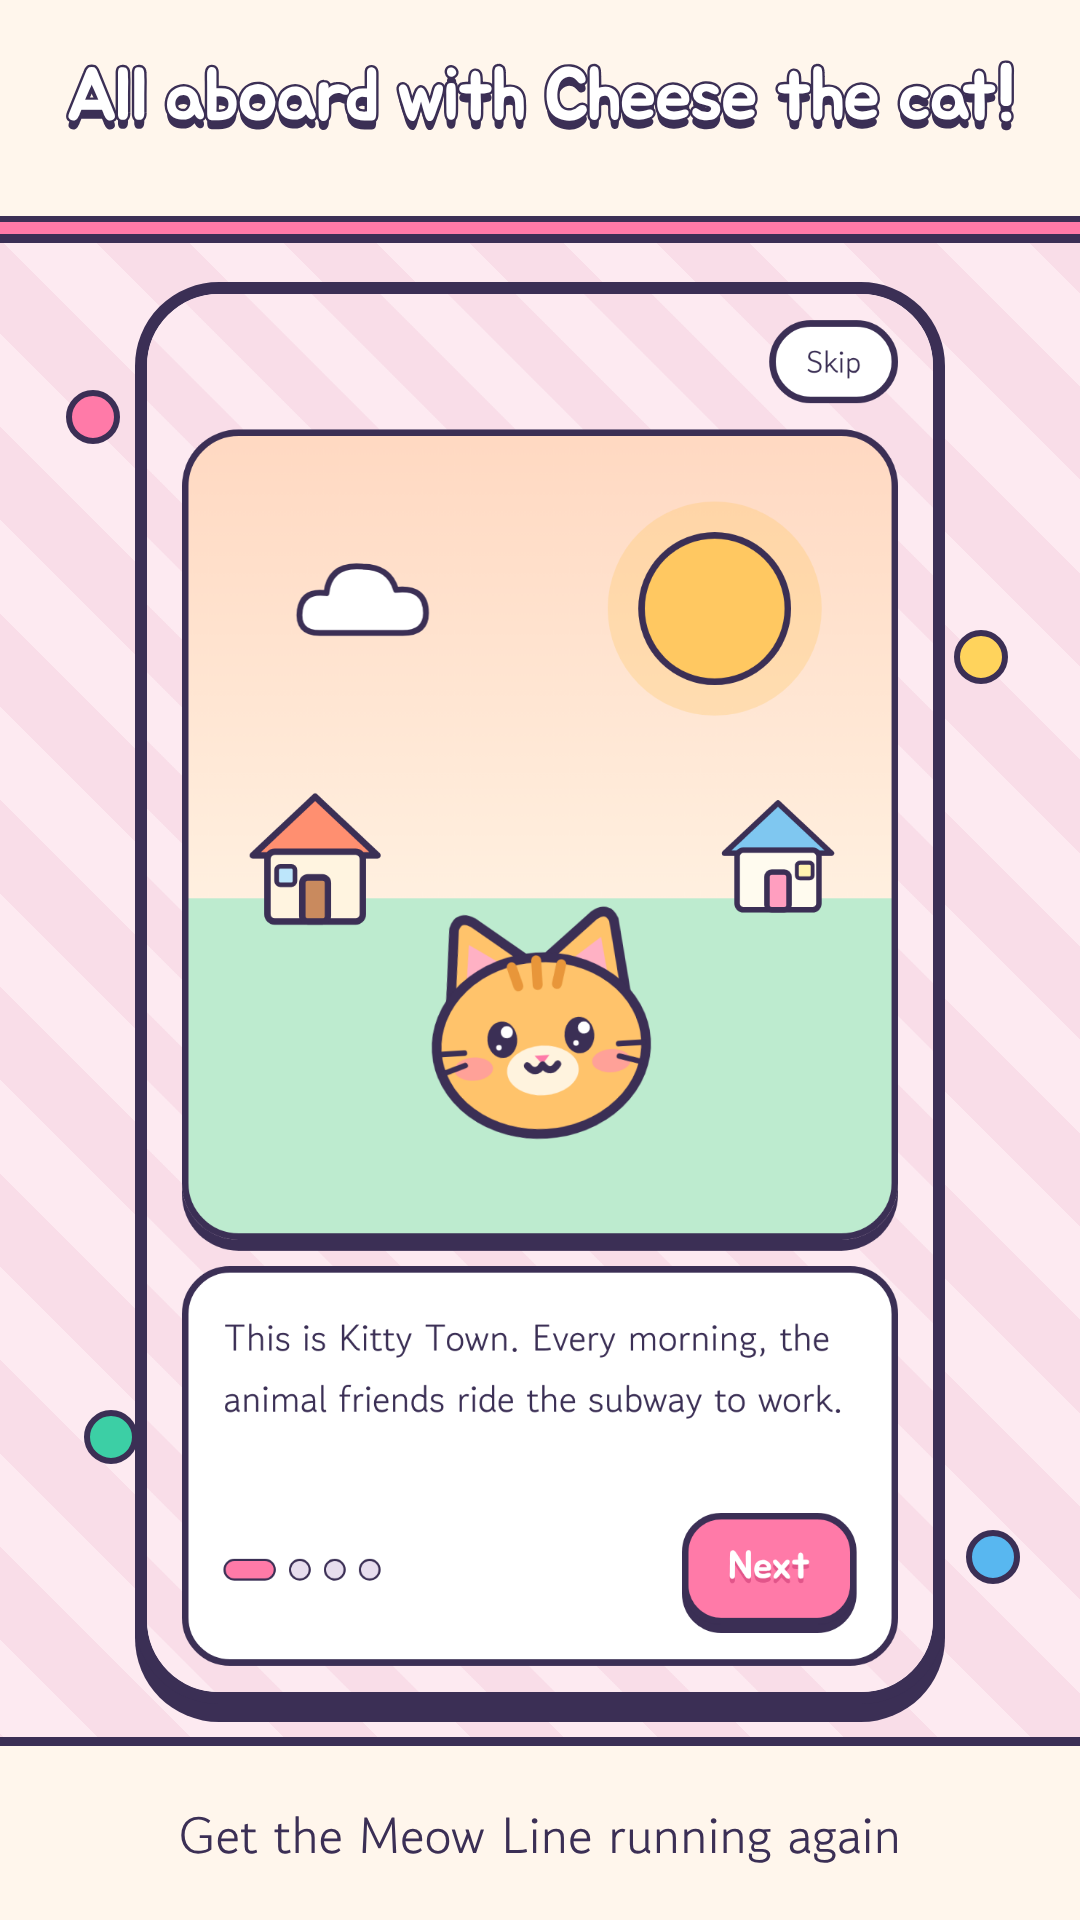 All aboard with Cheese the cat!
Skip
This is Kitty Town. Every morning, the
animal friends ride the subway to work.
Next
Get the Meow Line running again